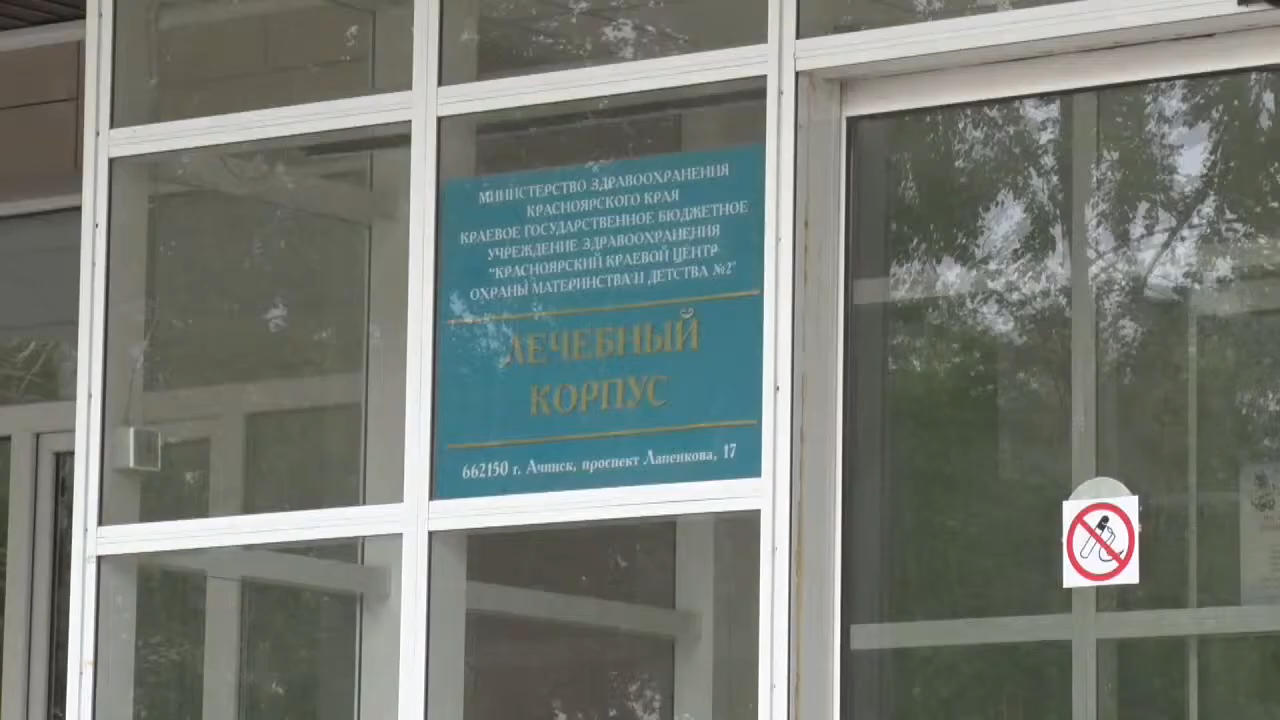 МИНИСТЕРСТВО ЗДРАВООХРАНЕНИЯ
КРАСНОЯРСКОГО КРАЯ
КРАЕВОЕ ГОСУДАРСТВЕННОЕ БЮДЖЕТНОЕ
УЧРЕЖДЕНИЕ ЗДРАВООХРАНЕНИЯ
"КРАСНОЯРСКИЙ КРАЕВОЙ ЦЕНТР
ОХРАНЫ МАТЕРИНСТВА И ДЕТСТВА №2"
ЛЕЧЕБНЫЙ
КОРПУС
662150 г. Ачинск, проспект Лапенкова, 17